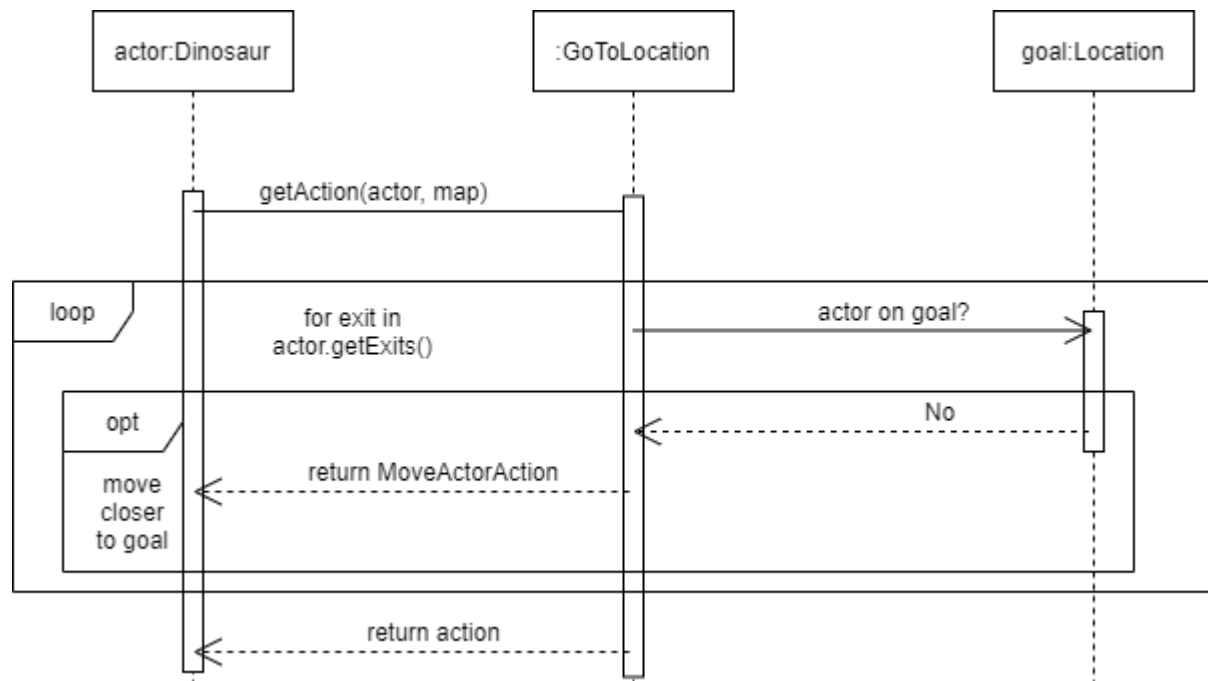 actor:Dinosaur
:GoToLocation
goal:Location
getAction(actor, map)
loop
for exit in
actor.getExits()
actor on goal?
opt
No
move
closer
to goal
return MoveActorAction
return action